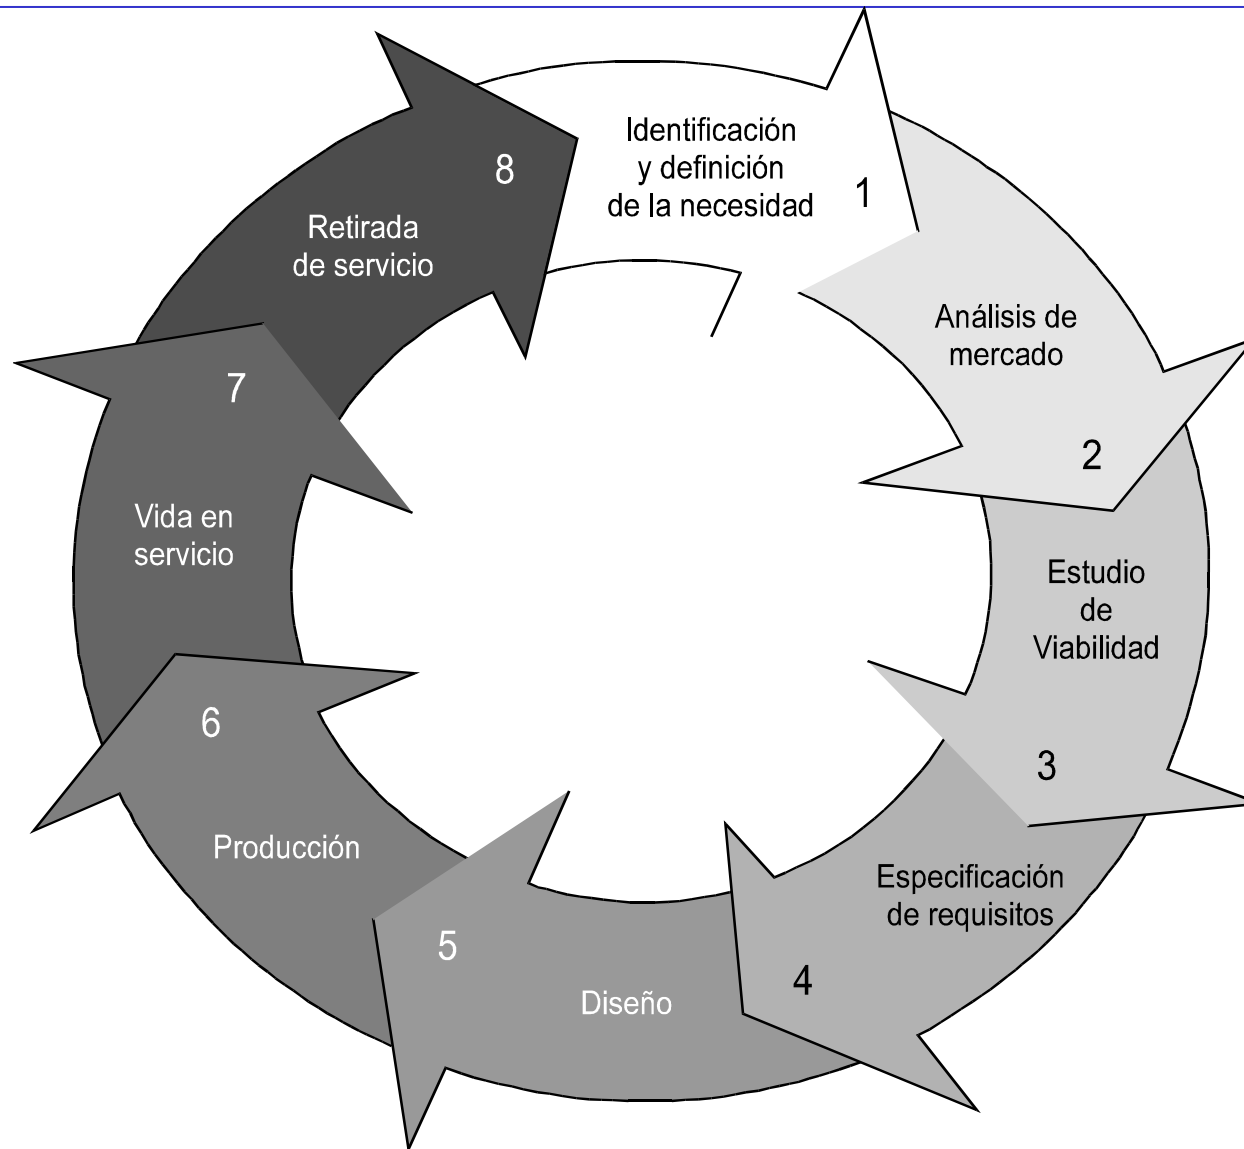 Identificación
y definición
de la necesidad
1
Análisis de
mercado
2
Estudio
de
Viabilidad
3
Especificación
de requisitos
4
Diseño
5
Producción
6
Vida en
servicio
7
Retirada
de servicio
8